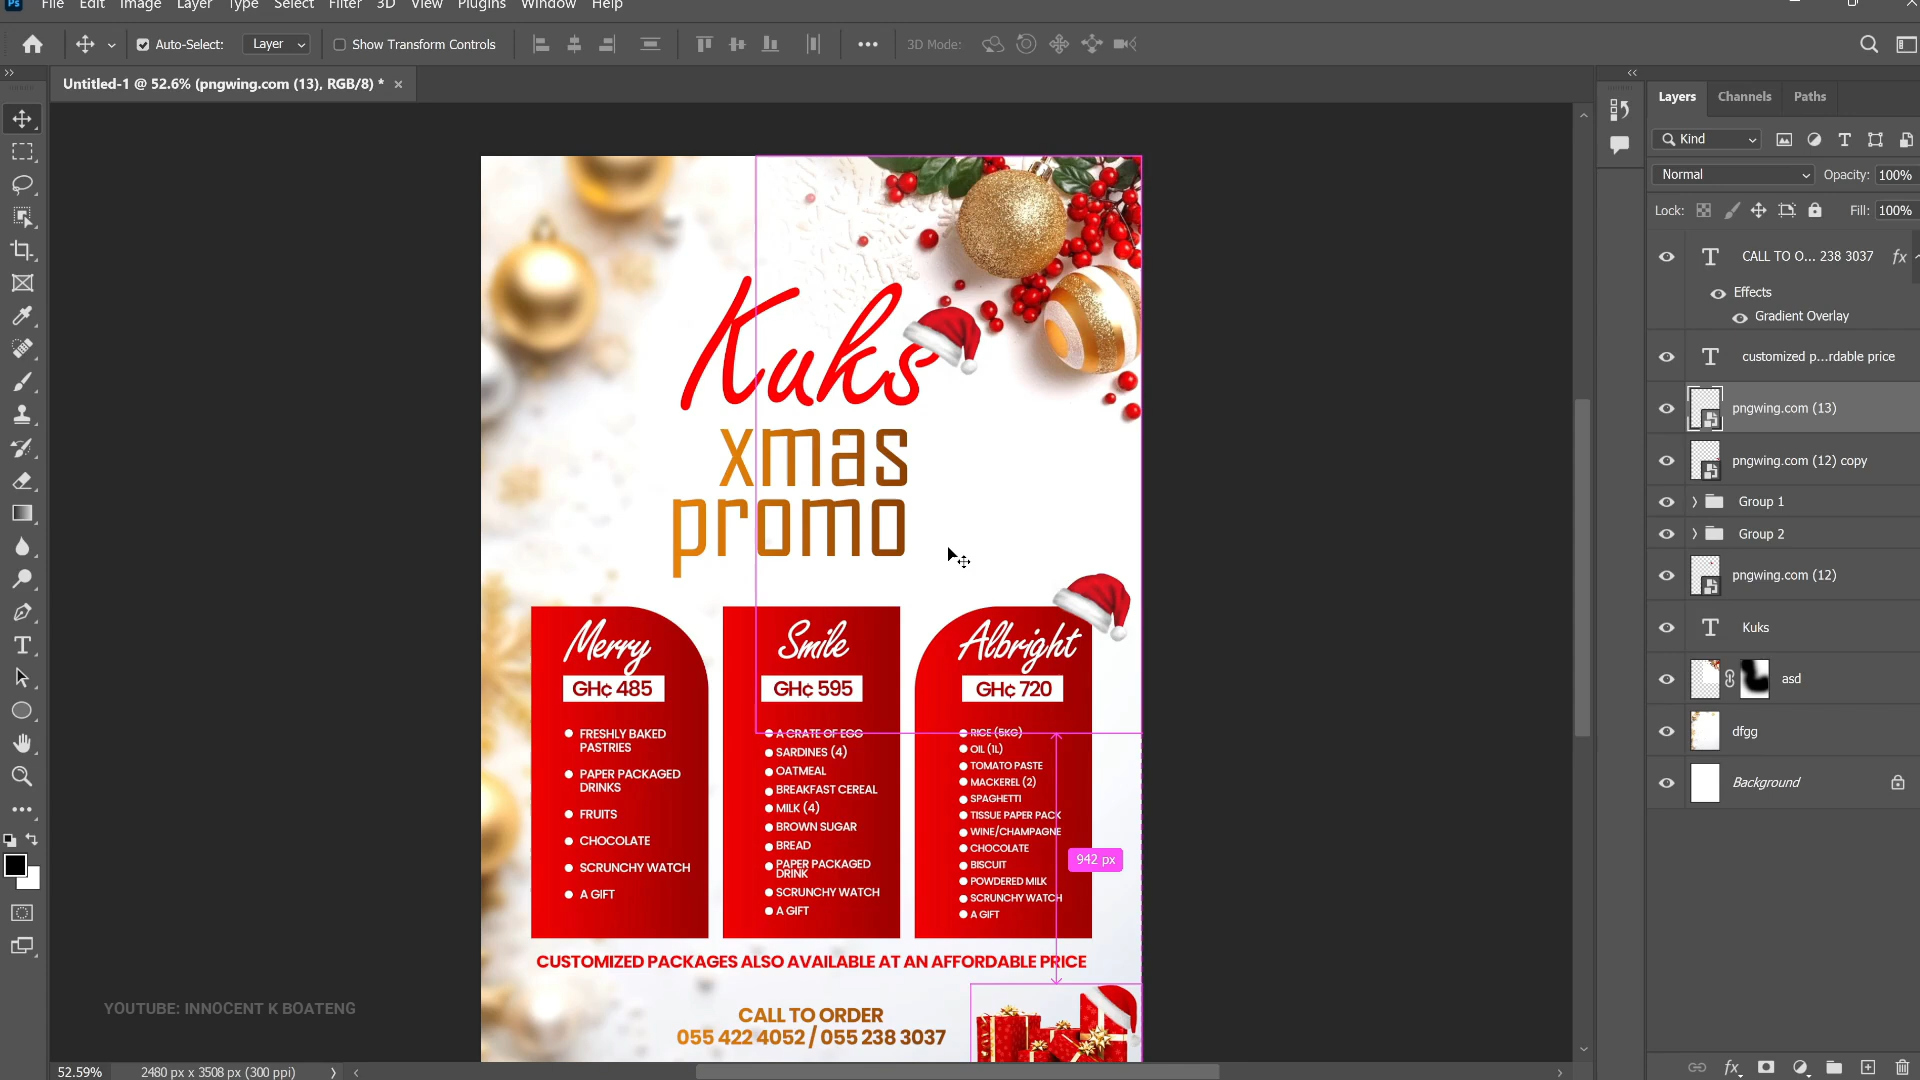 Ps File Edit Image Layer Type Select Filter 3D View Plugins Window Help
Auto-Select: Layer Show Transform Controls 3D Mode:
Untitled-1 @ 52.6% (pngwing.com (13), RGB/8) * ×
Kuks
xmas
promo
Merry
GH¢ 485
FRESHLY BAKED
PASTRIES
PAPER PACKAGED
DRINKS
FRUITS
CHOCOLATE
SCRUNCHY WATCH
A GIFT
Smile
GH¢ 595
A CRATE OF EGG
SARDINES (4)
OATMEAL
BREAKFAST CEREAL
MILK (4)
BROWN SUGAR
BREAD
PAPER PACKAGED
DRINK
SCRUNCHY WATCH
A GIFT
Albright
GH¢ 720
RICE (5KG)
OIL (1L)
TOMATO PASTE
MACKEREL (2)
SPAGHETTI
TISSUE PAPER PACK
WINE/CHAMPAGNE
CHOCOLATE
BISCUIT
POWDERED MILK
SCRUNCHY WATCH
A GIFT
942 px
CUSTOMIZED PACKAGES ALSO AVAILABLE AT AN AFFORDABLE PRICE
CALL TO ORDER
055 422 4052 / 055 238 3037
YOUTUBE: INNOCENT K BOATENG
52.59% 2480 px x 3508 px (300 ppi)
Layers Channels Paths
Kind
Normal Opacity: 100%
Lock: Fill: 100%
CALL TO O... 238 3037 fx
Effects
Gradient Overlay
customized p...rdable price
pngwing.com (13)
pngwing.com (12) copy
Group 1
Group 2
pngwing.com (12)
Kuks
asd
dfgg
Background
fx